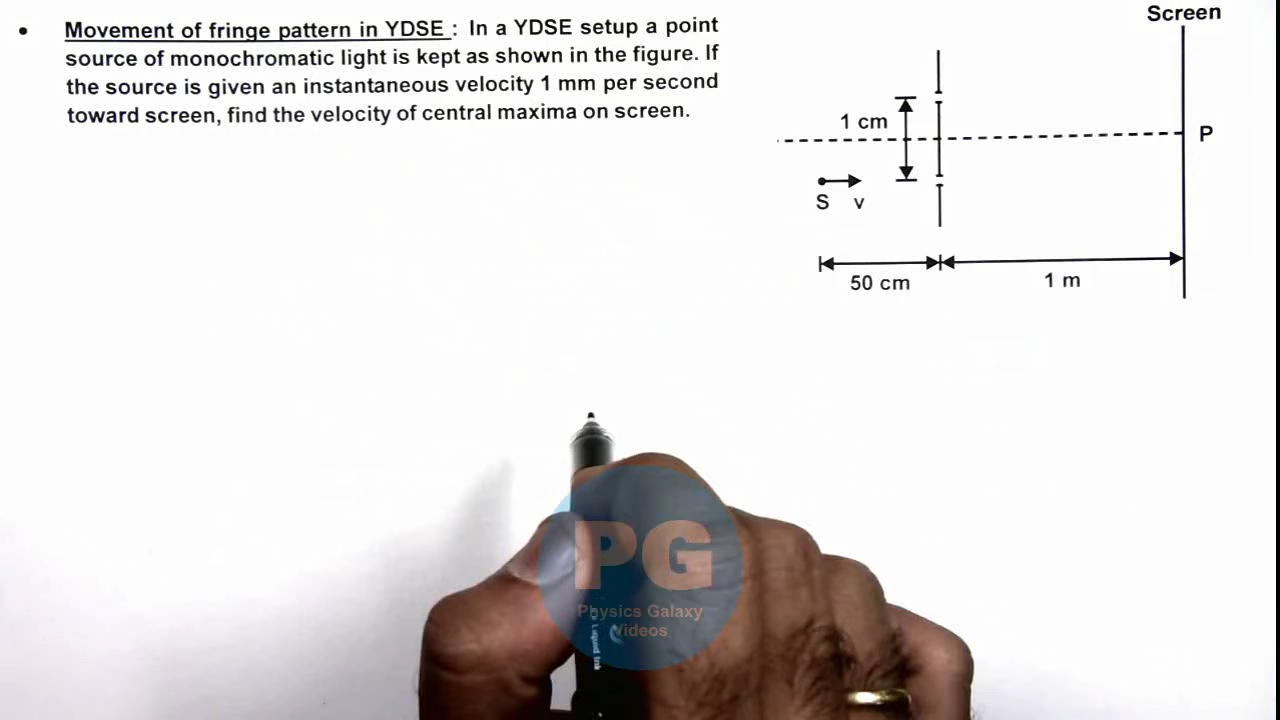 Movement of fringe pattern in YDSE : In a YDSE setup a point
source of monochromatic light is kept as shown in the figure. If
the source is given an instantaneous velocity 1 mm per second
toward screen, find the velocity of central maxima on screen.
Screen
1 cm
P
S v
50 cm
1 m
PG
Physics Galaxy
Videos
Liquid Ink